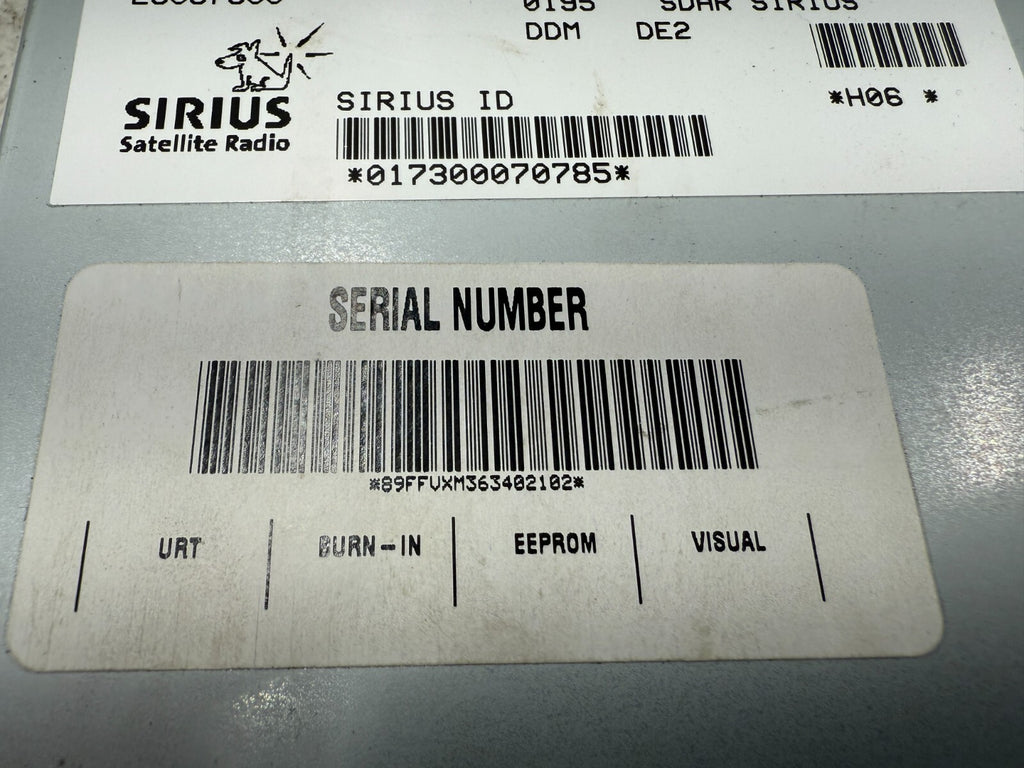 0195 SDAR SIRIUS
DDM DE2
*H06 *
SIRIUS
Satellite Radio
SIRIUS ID
*017300070785*
SERIAL NUMBER
*89FFVXM363402102*
URT BURN-IN EEPROM VISUAL